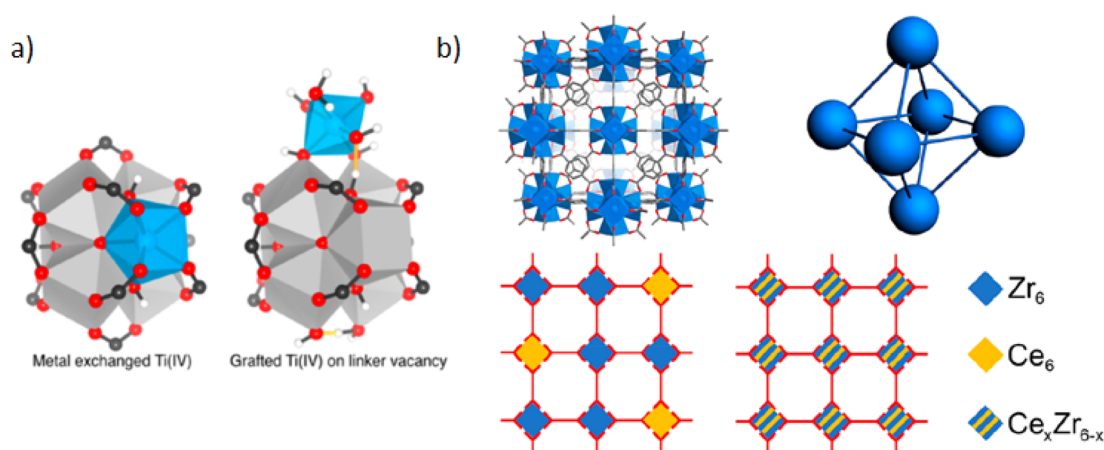 a)
b)
Metal exchanged Ti(IV)
Grafted Ti(IV) on linker vacancy
Zr₆
Ce₆
CeₓZr₆₋ₓ